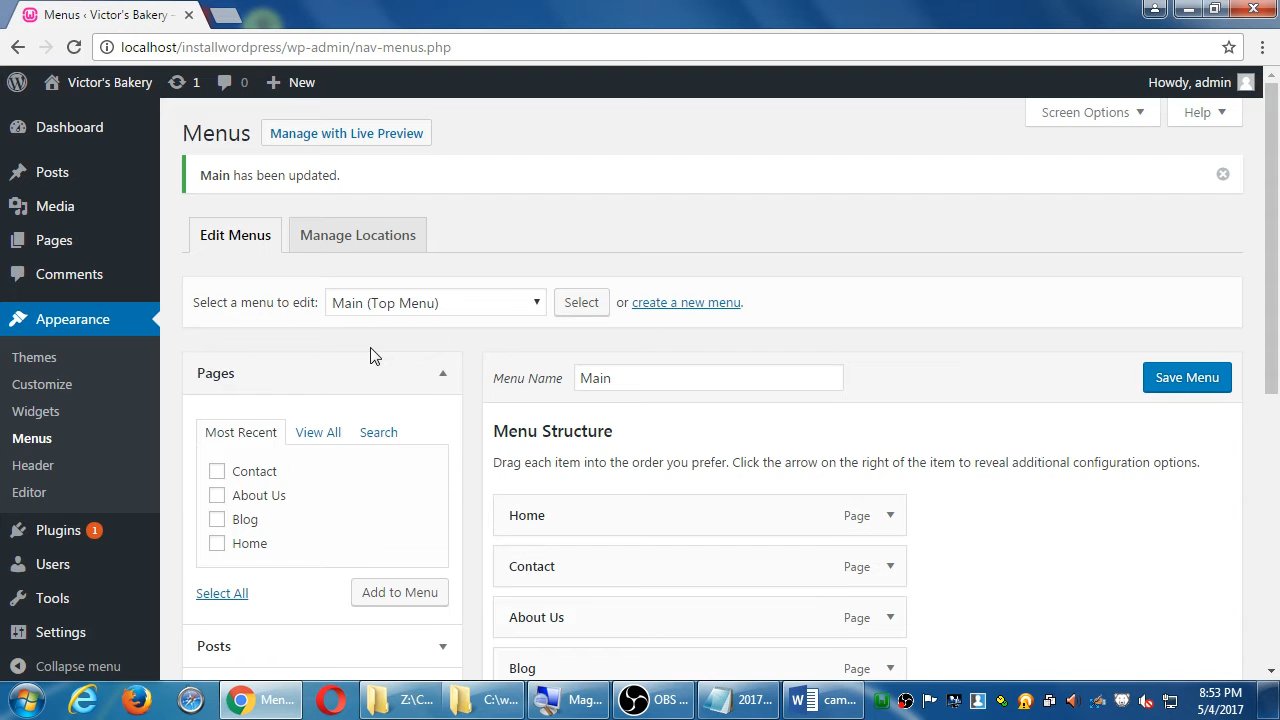 Menus ‹ Victor's Bakery -
localhost/installwordpress/wp-admin/nav-menus.php
Victor's Bakery 1 0 New Howdy, admin
Screen Options Help
Dashboard
Posts
Media
Pages
Comments
Appearance
Themes
Customize
Widgets
Menus
Header
Editor
Plugins 1
Users
Tools
Settings
Collapse menu
Menus Manage with Live Preview
Main has been updated.
Edit Menus Manage Locations
Select a menu to edit: Main (Top Menu) Select or create a new menu.
Pages
Most Recent View All Search
Contact
About Us
Blog
Home
Select All Add to Menu
Posts
Menu Name Main Save Menu
Menu Structure
Drag each item into the order you prefer. Click the arrow on the right of the item to reveal additional configuration options.
Home Page
Contact Page
About Us Page
Blog Page
Men... Z:\C... C:\w... Mag... OBS ... 2017... cam...
8:53 PM
5/4/2017